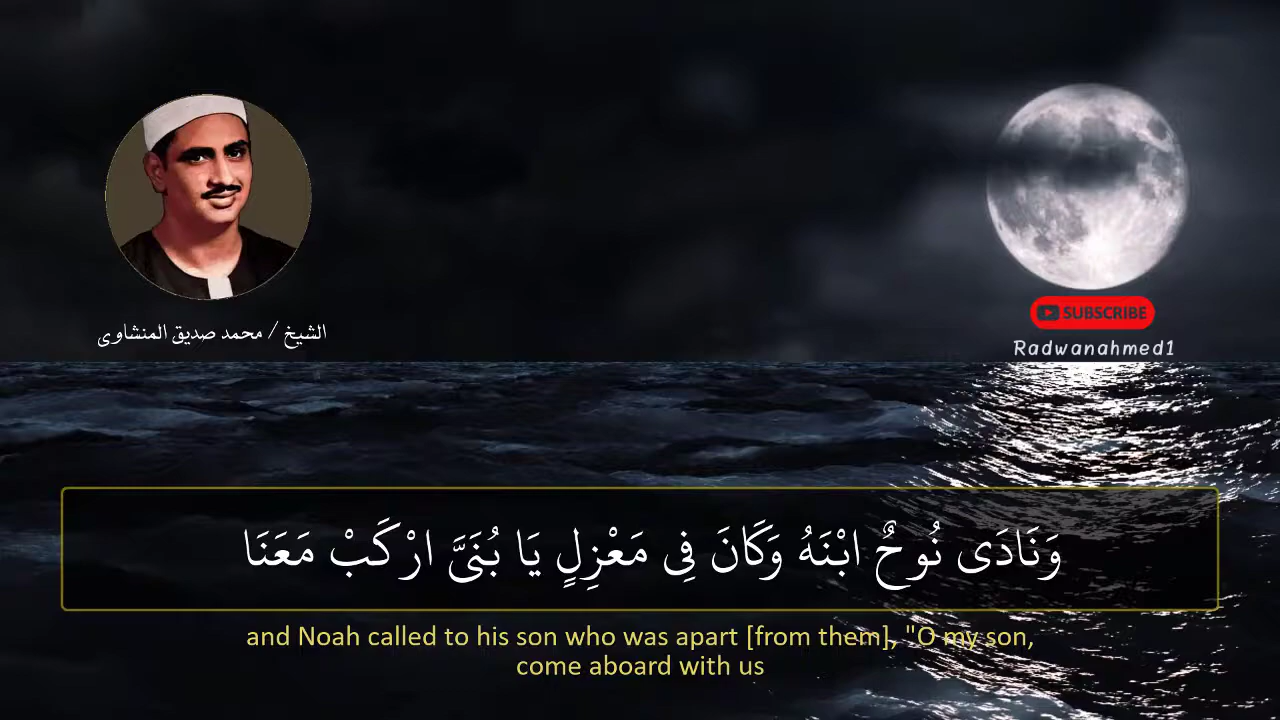 الشيخ / محمد صديق المنشاوى
SUBSCRIBE
Radwanahmed1
وَنَادَى نُوحٌ ابْنَهُ وَكَانَ فِى مَعْزِلٍ يَا بُنَىَّ ارْكَبْ مَعَنَا
and Noah called to his son who was apart [from them], "O my son,
come aboard with us